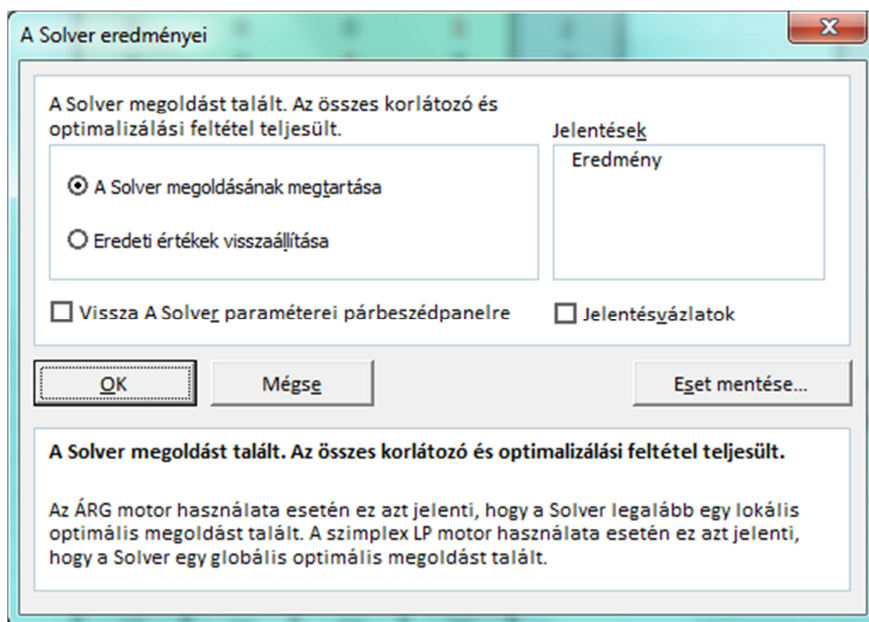 A Solver eredményei
A Solver megoldást talált. Az összes korlátozó és
optimalizálási feltétel teljesült.
Jelentések
A Solver megoldásának megtartása
Eredmény
Eredeti értékek visszaállítása
Vissza A Solver paraméterei párbeszédpanelre
Jelentésvázlatok
OK
Mégse
Eset mentése...
A Solver megoldást talált. Az összes korlátozó és optimalizálási feltétel teljesült.
Az ÁRG motor használata esetén ez azt jelenti, hogy a Solver legalább egy lokális
optimális megoldást talált. A szimplex LP motor használata esetén ez azt jelenti,
hogy a Solver egy globális optimális megoldást talált.